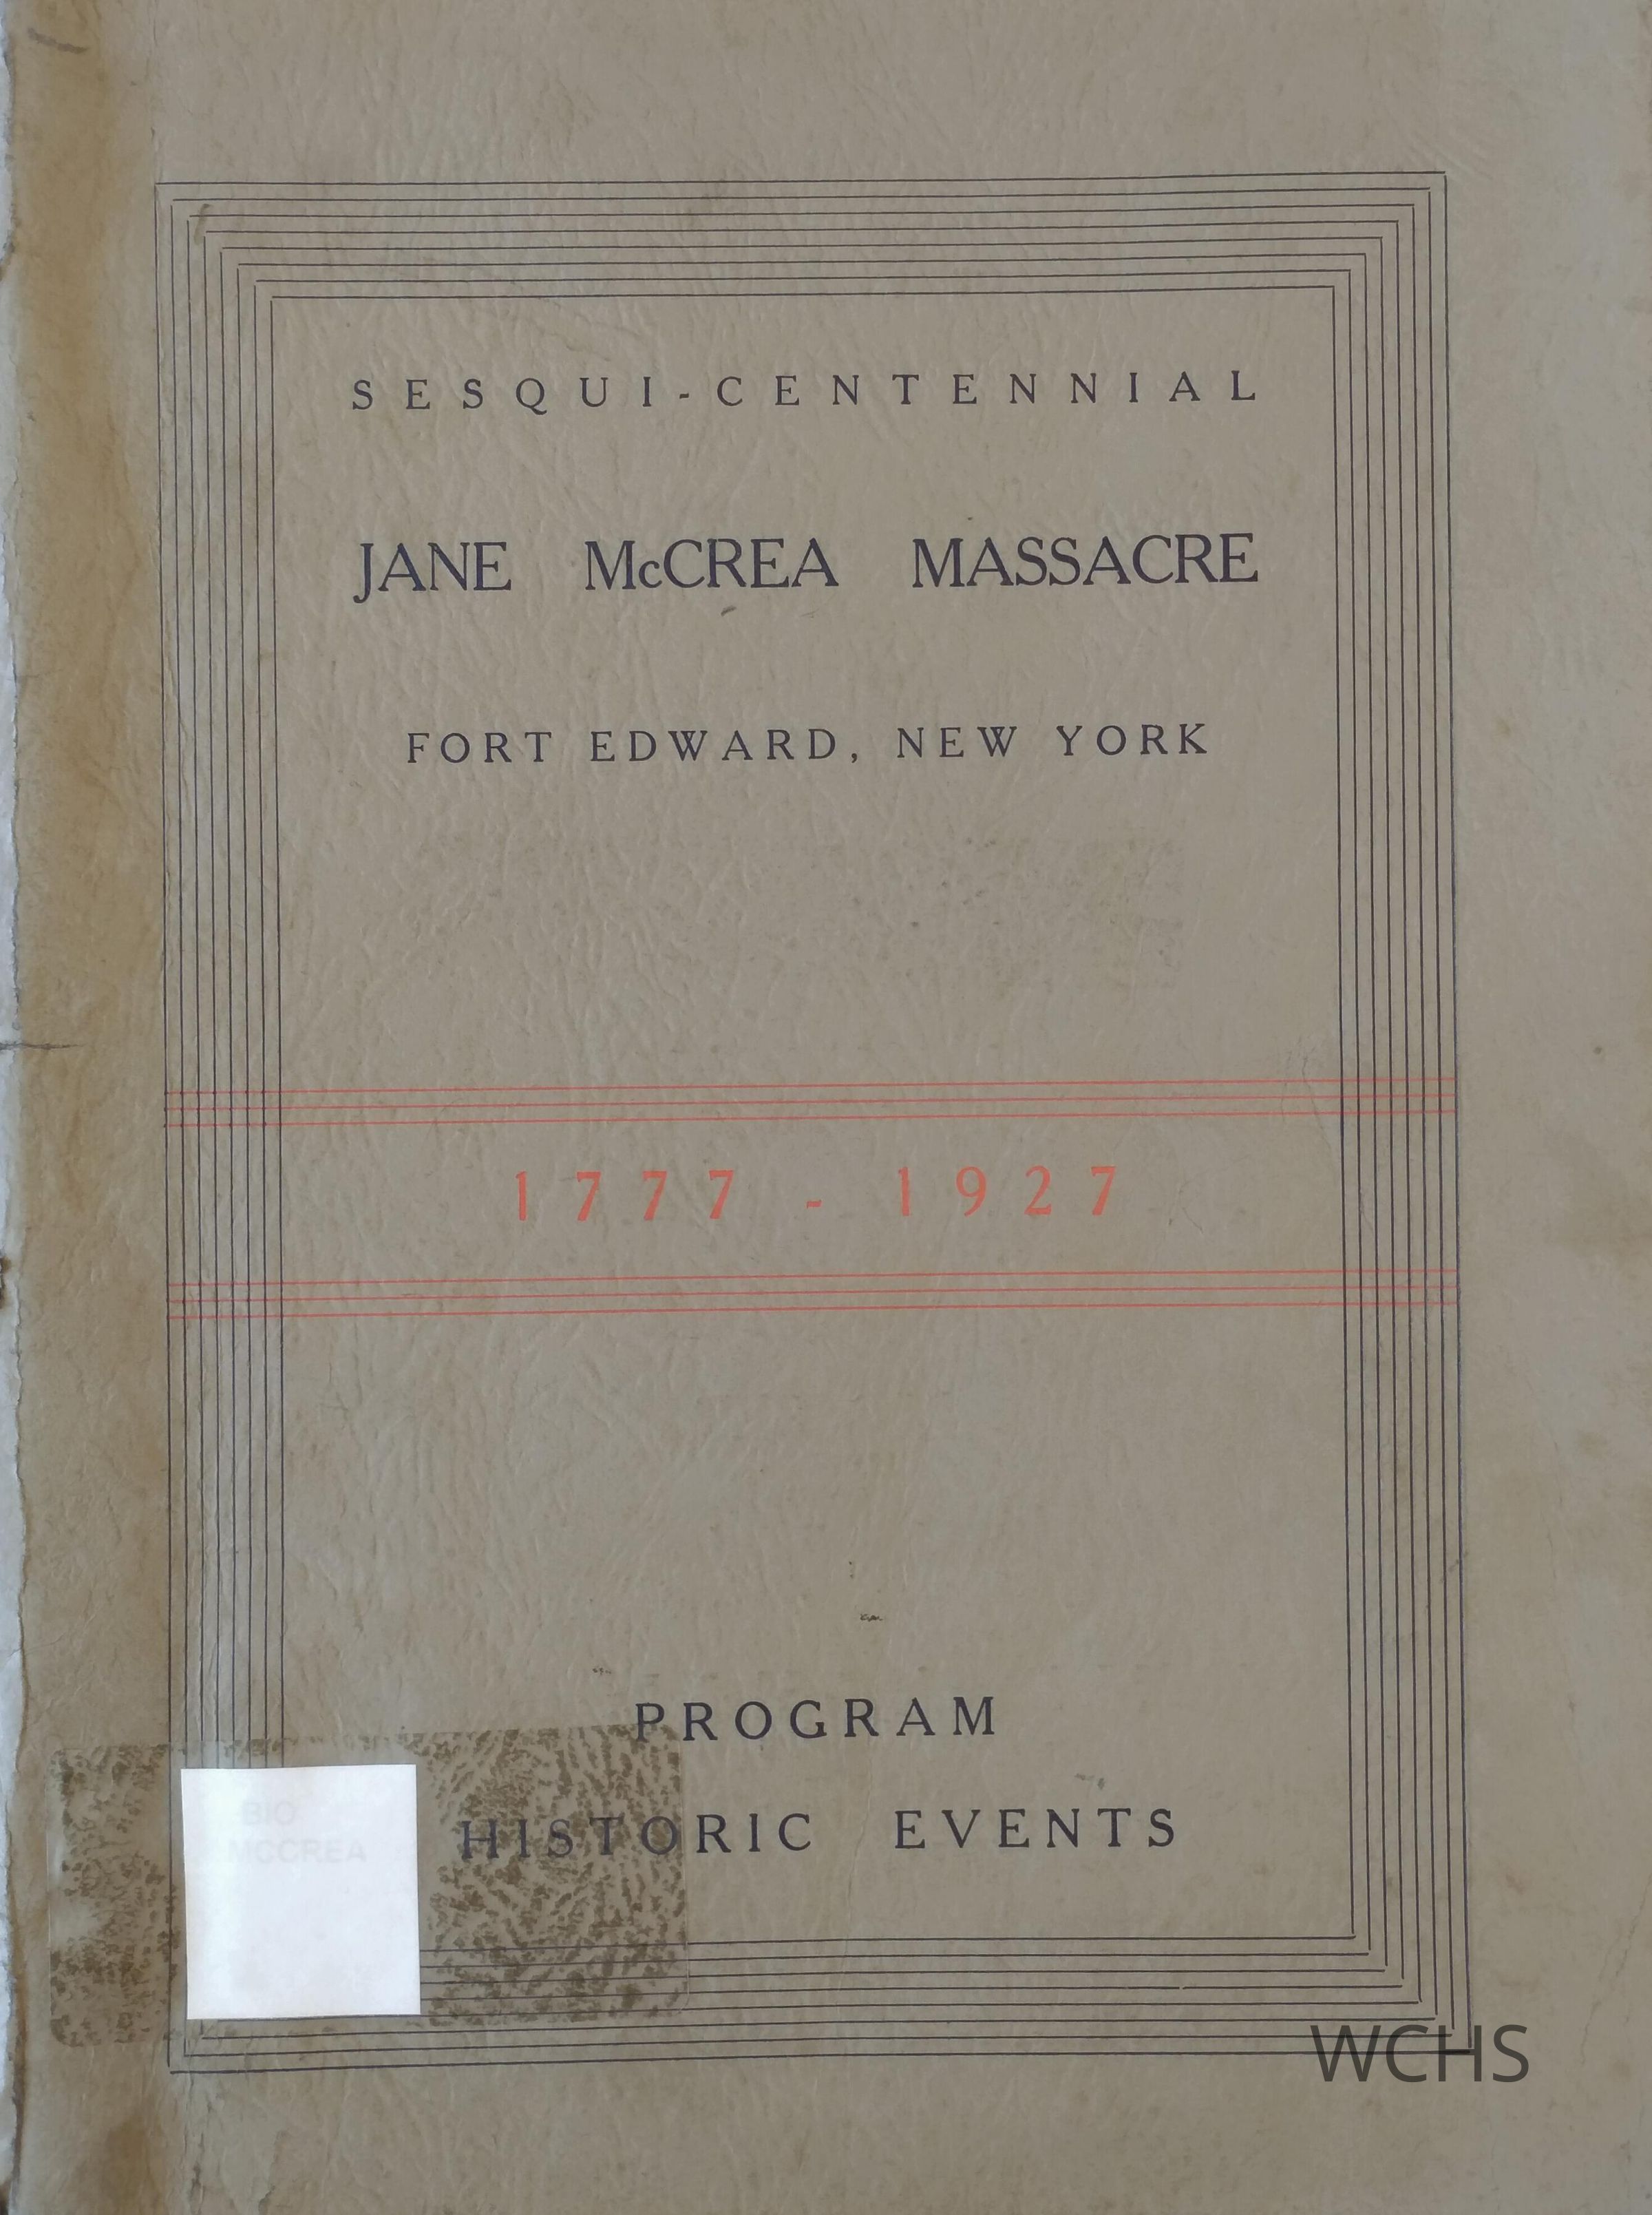 SESQUI-CENTENNIAL
JANE McCREA MASSACRE
FORT EDWARD, NEW YORK
1777 - 1927
PROGRAM
HISTORIC EVENTS
BIO
MCCREA
WCHS